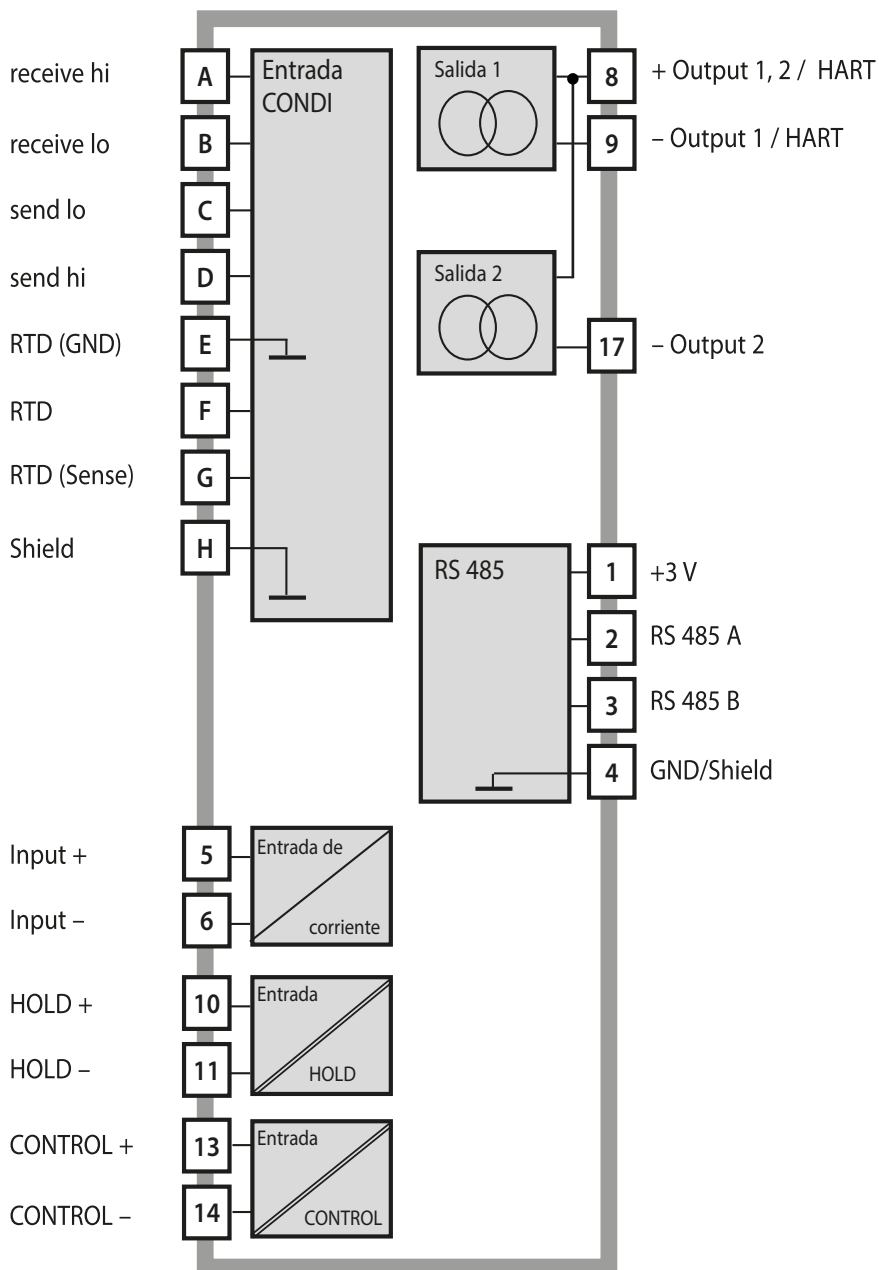 receive hi
A
Entrada
CONDI
receive lo
B
send lo
C
send hi
D
RTD (GND)
E
RTD
F
RTD (Sense)
G
Shield
H
Salida 1
8
+ Output 1, 2 / HART
9
– Output 1 / HART
Salida 2
17
– Output 2
RS 485
1
+3 V
2
RS 485 A
3
RS 485 B
4
GND/Shield
Input +
5
Entrada de
corriente
Input –
6
HOLD +
10
Entrada
HOLD
HOLD –
11
CONTROL +
13
Entrada
CONTROL
CONTROL –
14